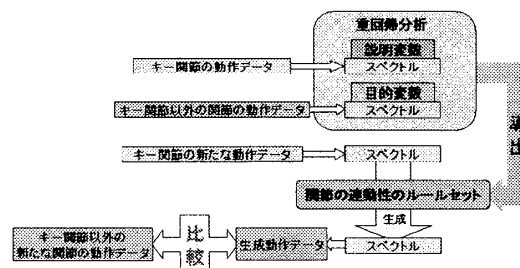 重回帰分析
説明変数
キー関節の動作データ
スペクトル
目的変数
キー関節以外の関節の動作データ
スペクトル
キー関節の新たな動作データ
スペクトル
関節の連動性のルールセット
生成
キー関節以外の
新たな関節の動作データ
比較
生成動作データ
スペクトル